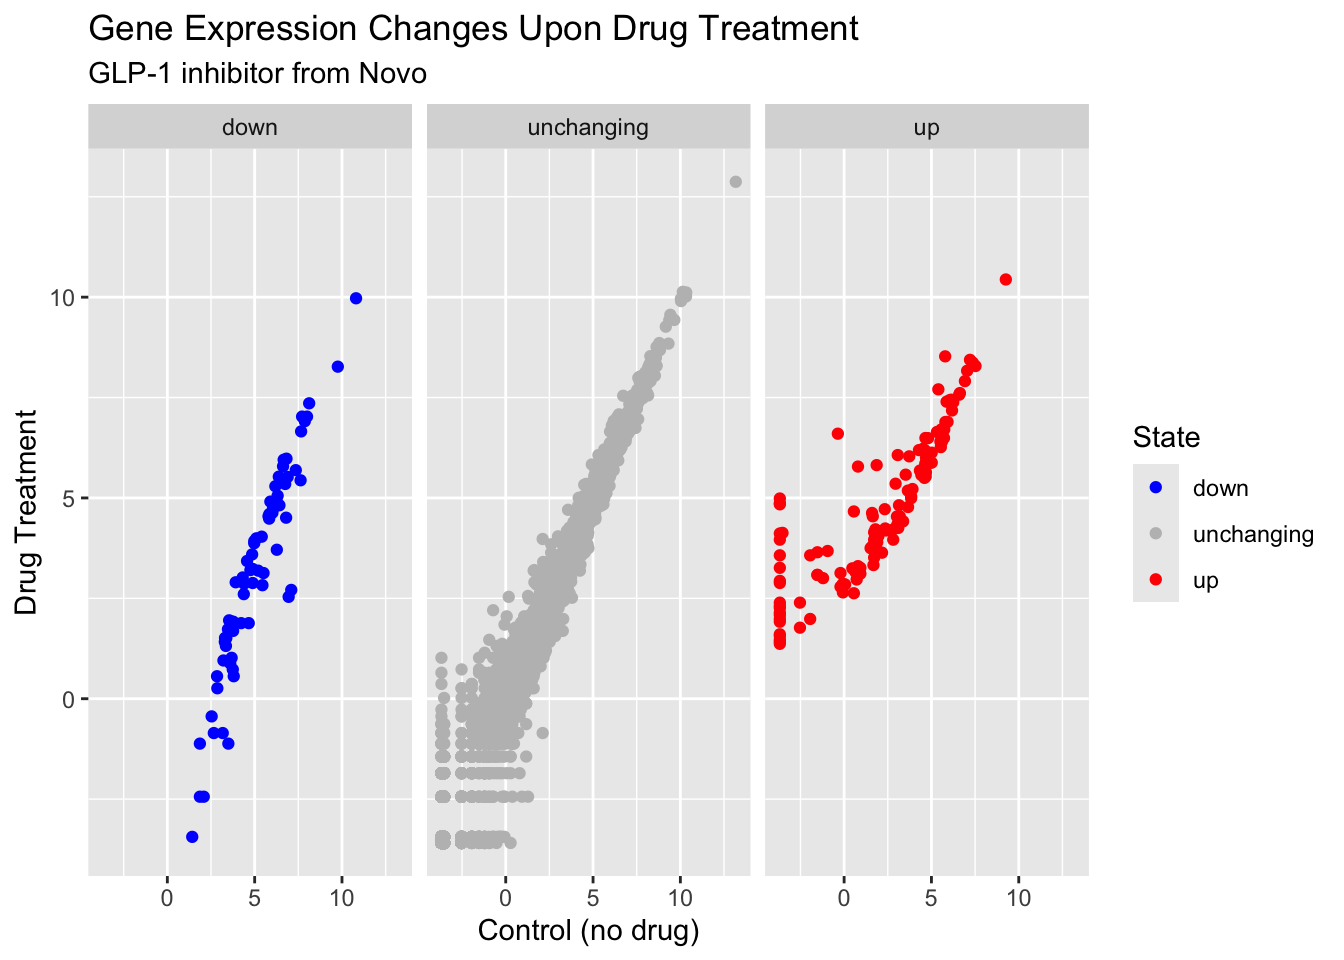 Gene Expression Changes Upon Drug Treatment
GLP-1 inhibitor from Novo
down
unchanging
up
10
5
0
Drug Treatment
0
5
10
0
5
10
0
5
10
Control (no drug)
State
down
unchanging
up